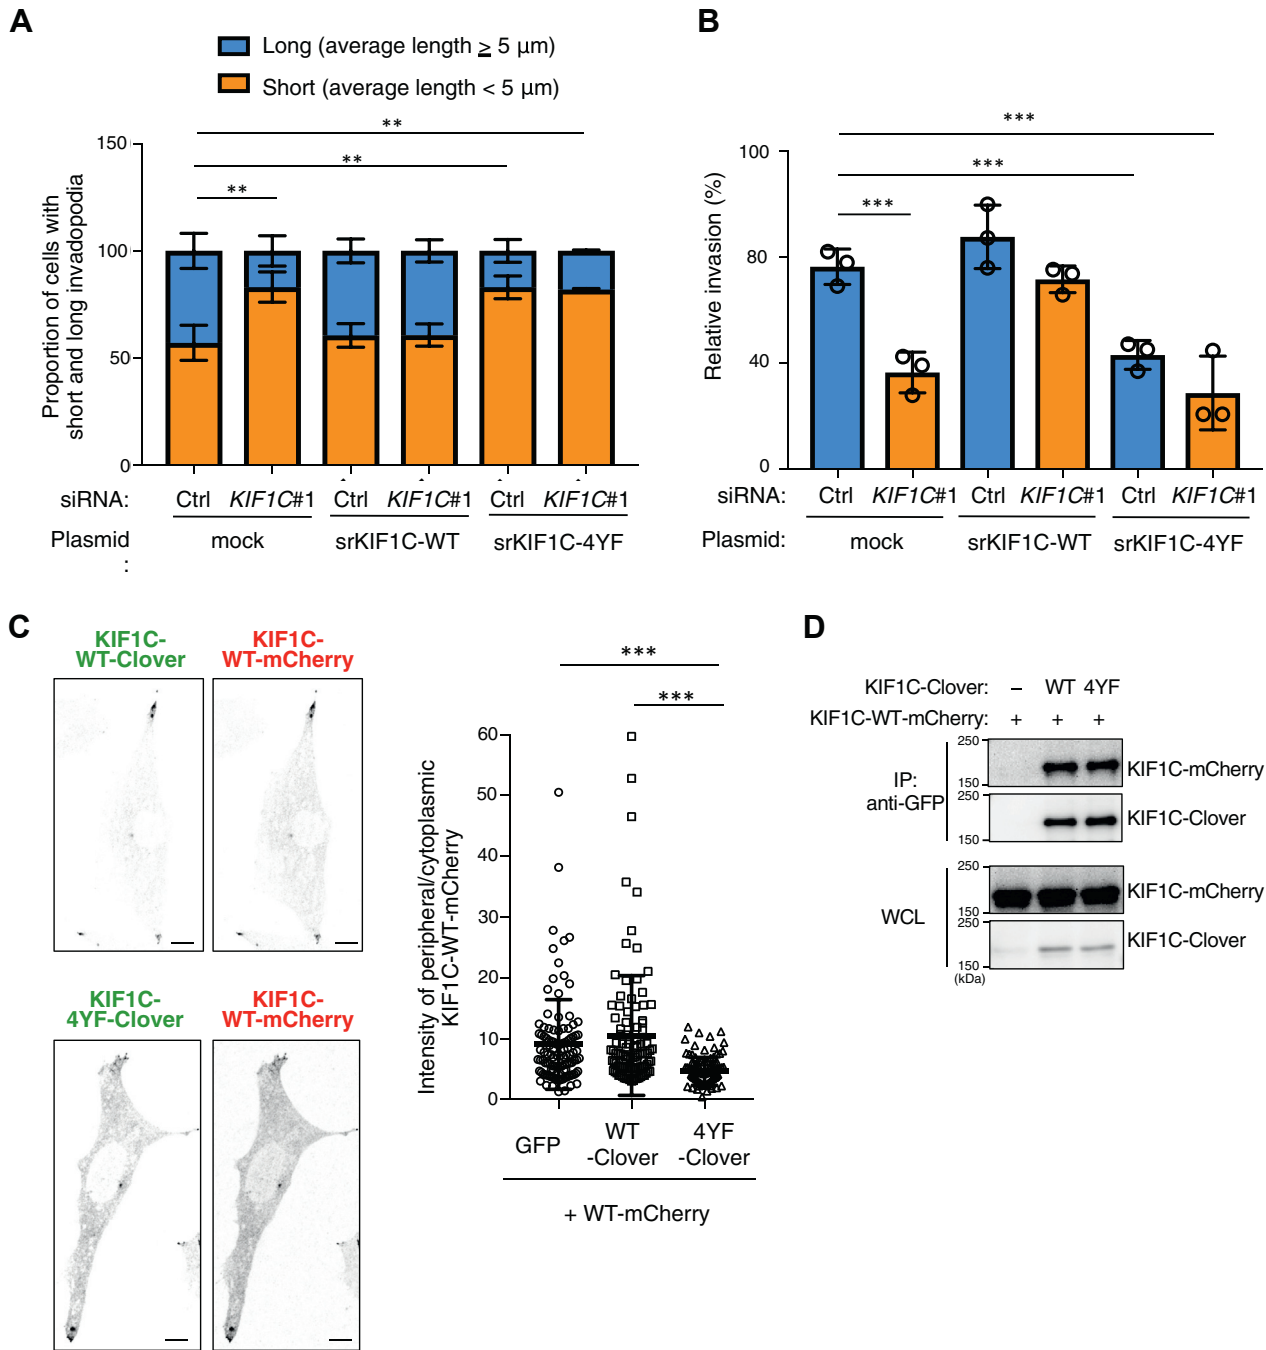 A
Long (average length ≥ 5 μm)
Short (average length < 5 μm)
**
**
**
Proportion of cells with
short and long invadopodia
150
100
50
0
siRNA: Ctrl KIF1C#1 Ctrl KIF1C#1 Ctrl KIF1C#1
Plasmid
:
mock srKIF1C-WT srKIF1C-4YF
B
***
***
***
Relative invasion (%)
100
80
40
0
siRNA: Ctrl KIF1C#1 Ctrl KIF1C#1 Ctrl KIF1C#1
Plasmid: mock srKIF1C-WT srKIF1C-4YF
C
KIF1C-
WT-Clover
KIF1C-
WT-mCherry
KIF1C-
4YF-Clover
KIF1C-
WT-mCherry
***
***
Intensity of peripheral/cytoplasmic
KIF1C-WT-mCherry
60
50
40
30
20
10
0
GFP
WT
-Clover
4YF
-Clover
+ WT-mCherry
D
KIF1C-Clover: – WT 4YF
KIF1C-WT-mCherry: + + +
IP:
anti-GFP
250
150
KIF1C-mCherry
250
150
KIF1C-Clover
WCL
250
150
KIF1C-mCherry
250
150
KIF1C-Clover
(kDa)